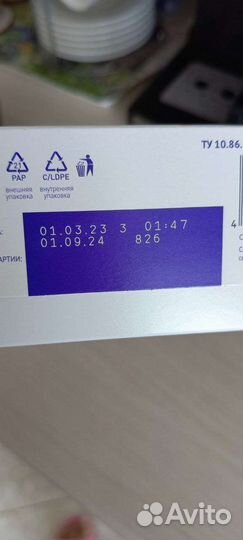 ТУ 10.86.
21
PAP
C/LDPE
внешняя
упаковка
внутренняя
упаковка
01.03.23 3 01:47
01.09.24 826
АРТИИ:
Avito